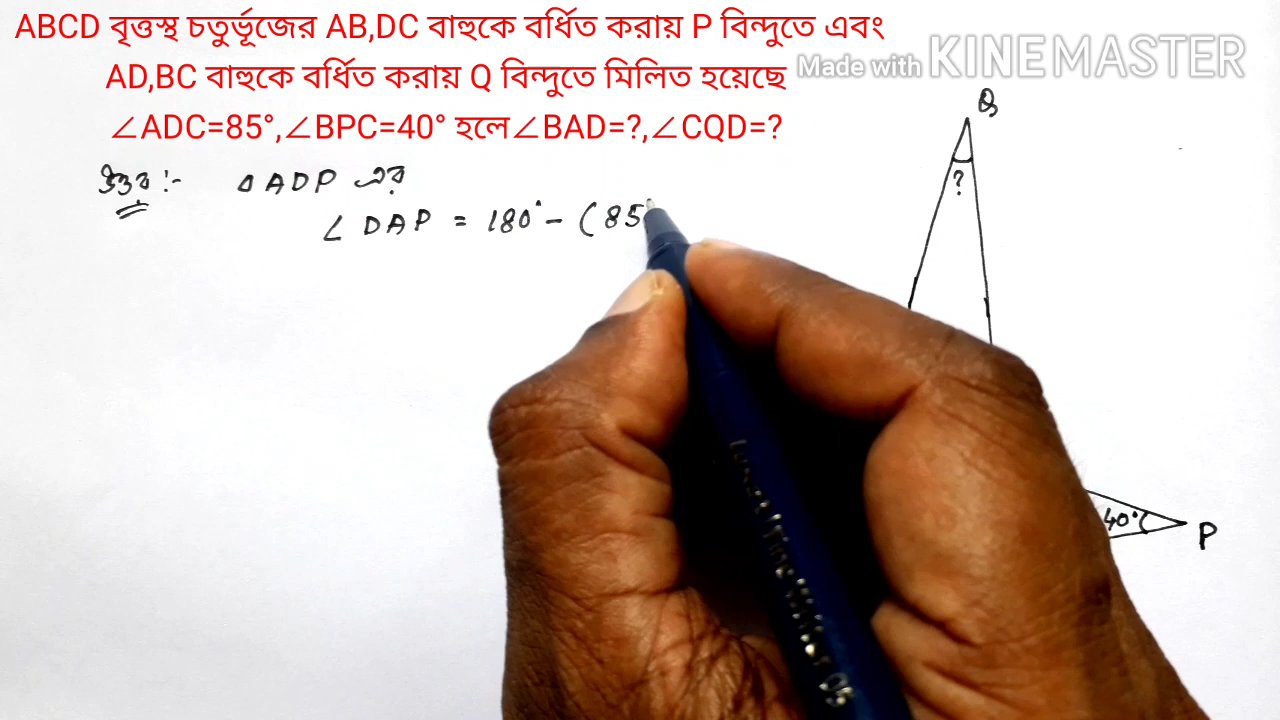 ABCD বৃত্তস্থ চতুর্ভূজের AB,DC বাহুকে বর্ধিত করায় P বিন্দুতে এবং
AD,BC বাহুকে বর্ধিত করায় Q বিন্দুতে মিলিত হয়েছে
Made with KINEMASTER
∠ADC=85°,∠BPC=40° হলে∠BAD=?,∠CQD=?
Q
উত্তর :- △ ADP এর
?
∠ DAP = 180° - ( 85
40°
P